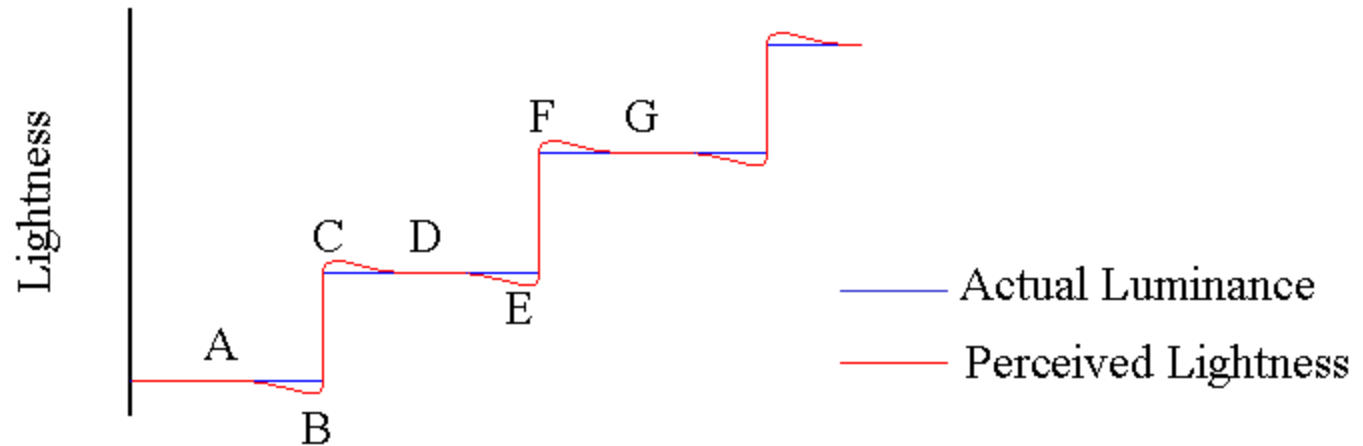 Lightness
F G
C D
E
A
B
Actual Luminance
Perceived Lightness